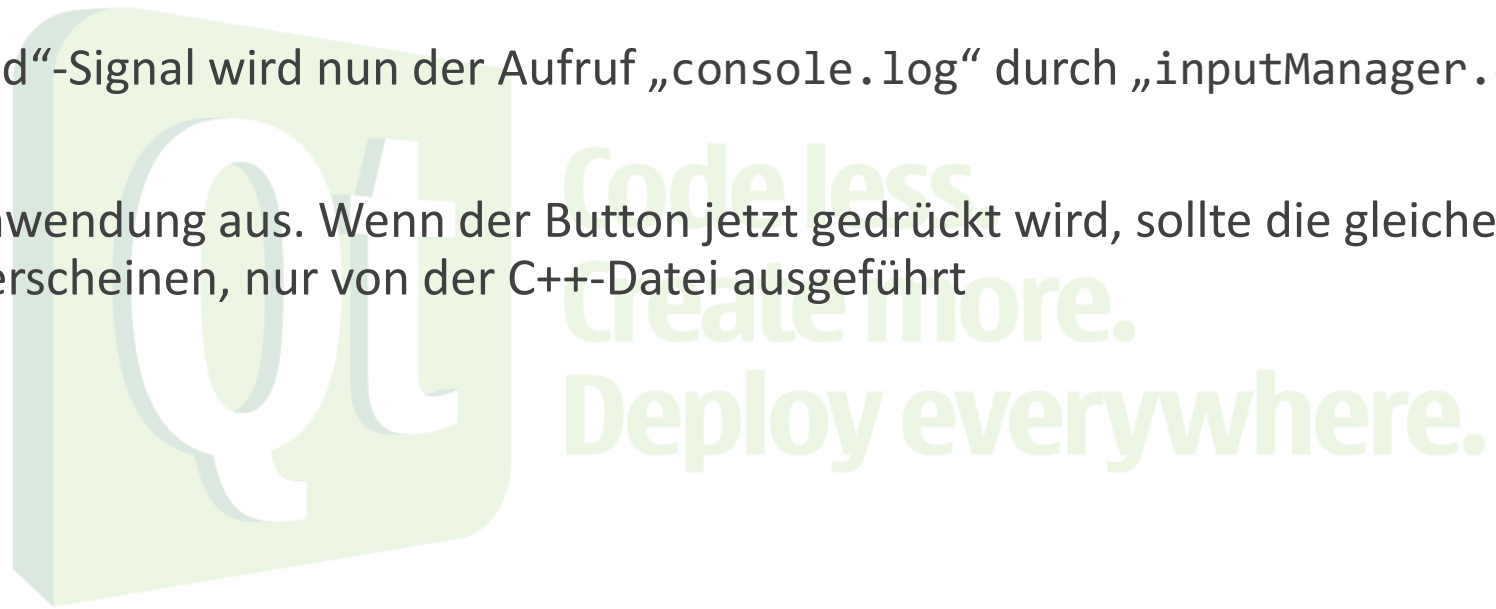 d“-Signal wird nun der Aufruf „console.log“ durch „inputManager.
wendung aus. Wenn der Button jetzt gedrückt wird, sollte die gleiche
erscheinen, nur von der C++-Datei ausgeführt
Qt
Code less.
Create more.
Deploy everywhere.